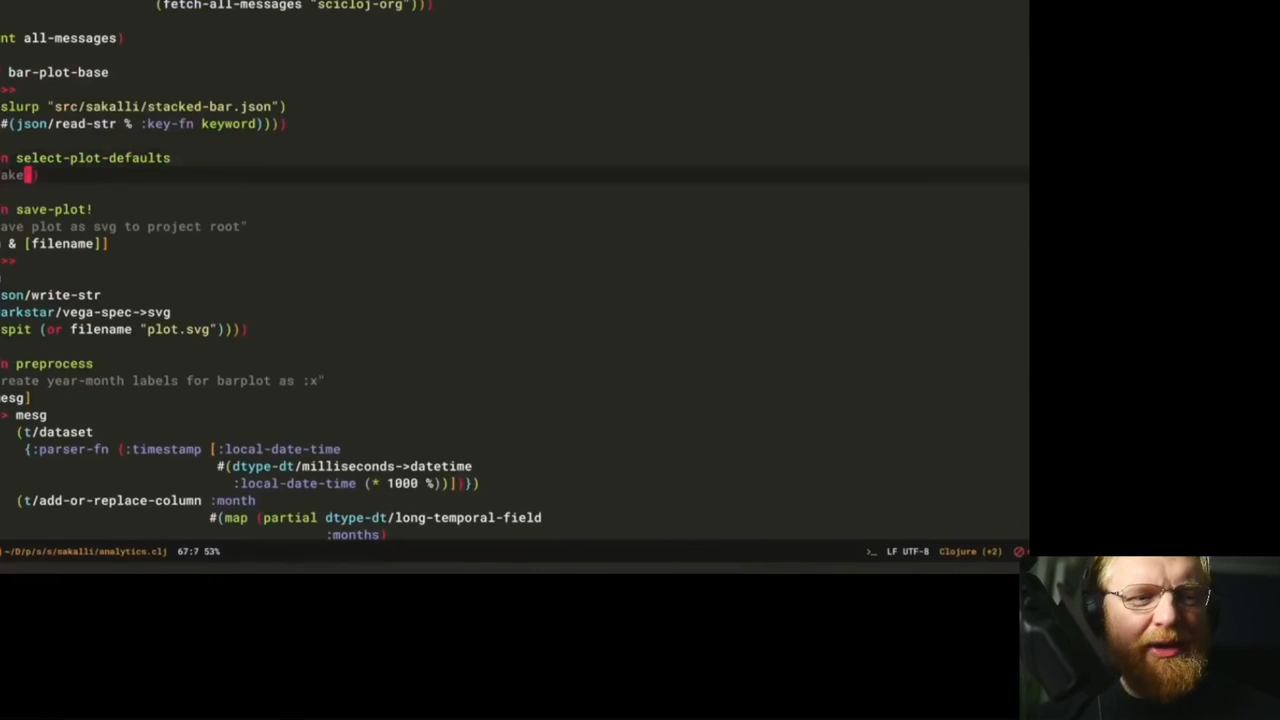 (fetch-all-messages "scicloj-org")))
nt all-messages)
bar-plot-base
>>
slurp "src/sakalli/stacked-bar.json")
#(json/read-str % :key-fn keyword))))
n select-plot-defaults
ake")
n save-plot!
ave plot as svg to project root"
& [filename]]
>>
son/write-str
arkstar/vega-spec->svg
spit (or filename "plot.svg"))))
n preprocess
reate year-month labels for barplot as :x"
esg]
> mesg
(t/dataset
{:parser-fn {:timestamp [:local-date-time
#(dtype-dt/milliseconds->datetime
:local-date-time (* 1000 %))]}})
(t/add-or-replace-column :month
#(map (partial dtype-dt/long-temporal-field
:months)
~/D/p/s/s/sakalli/analytics.clj 67:7 53% >_ LF UTF-8 Clojure (+2)